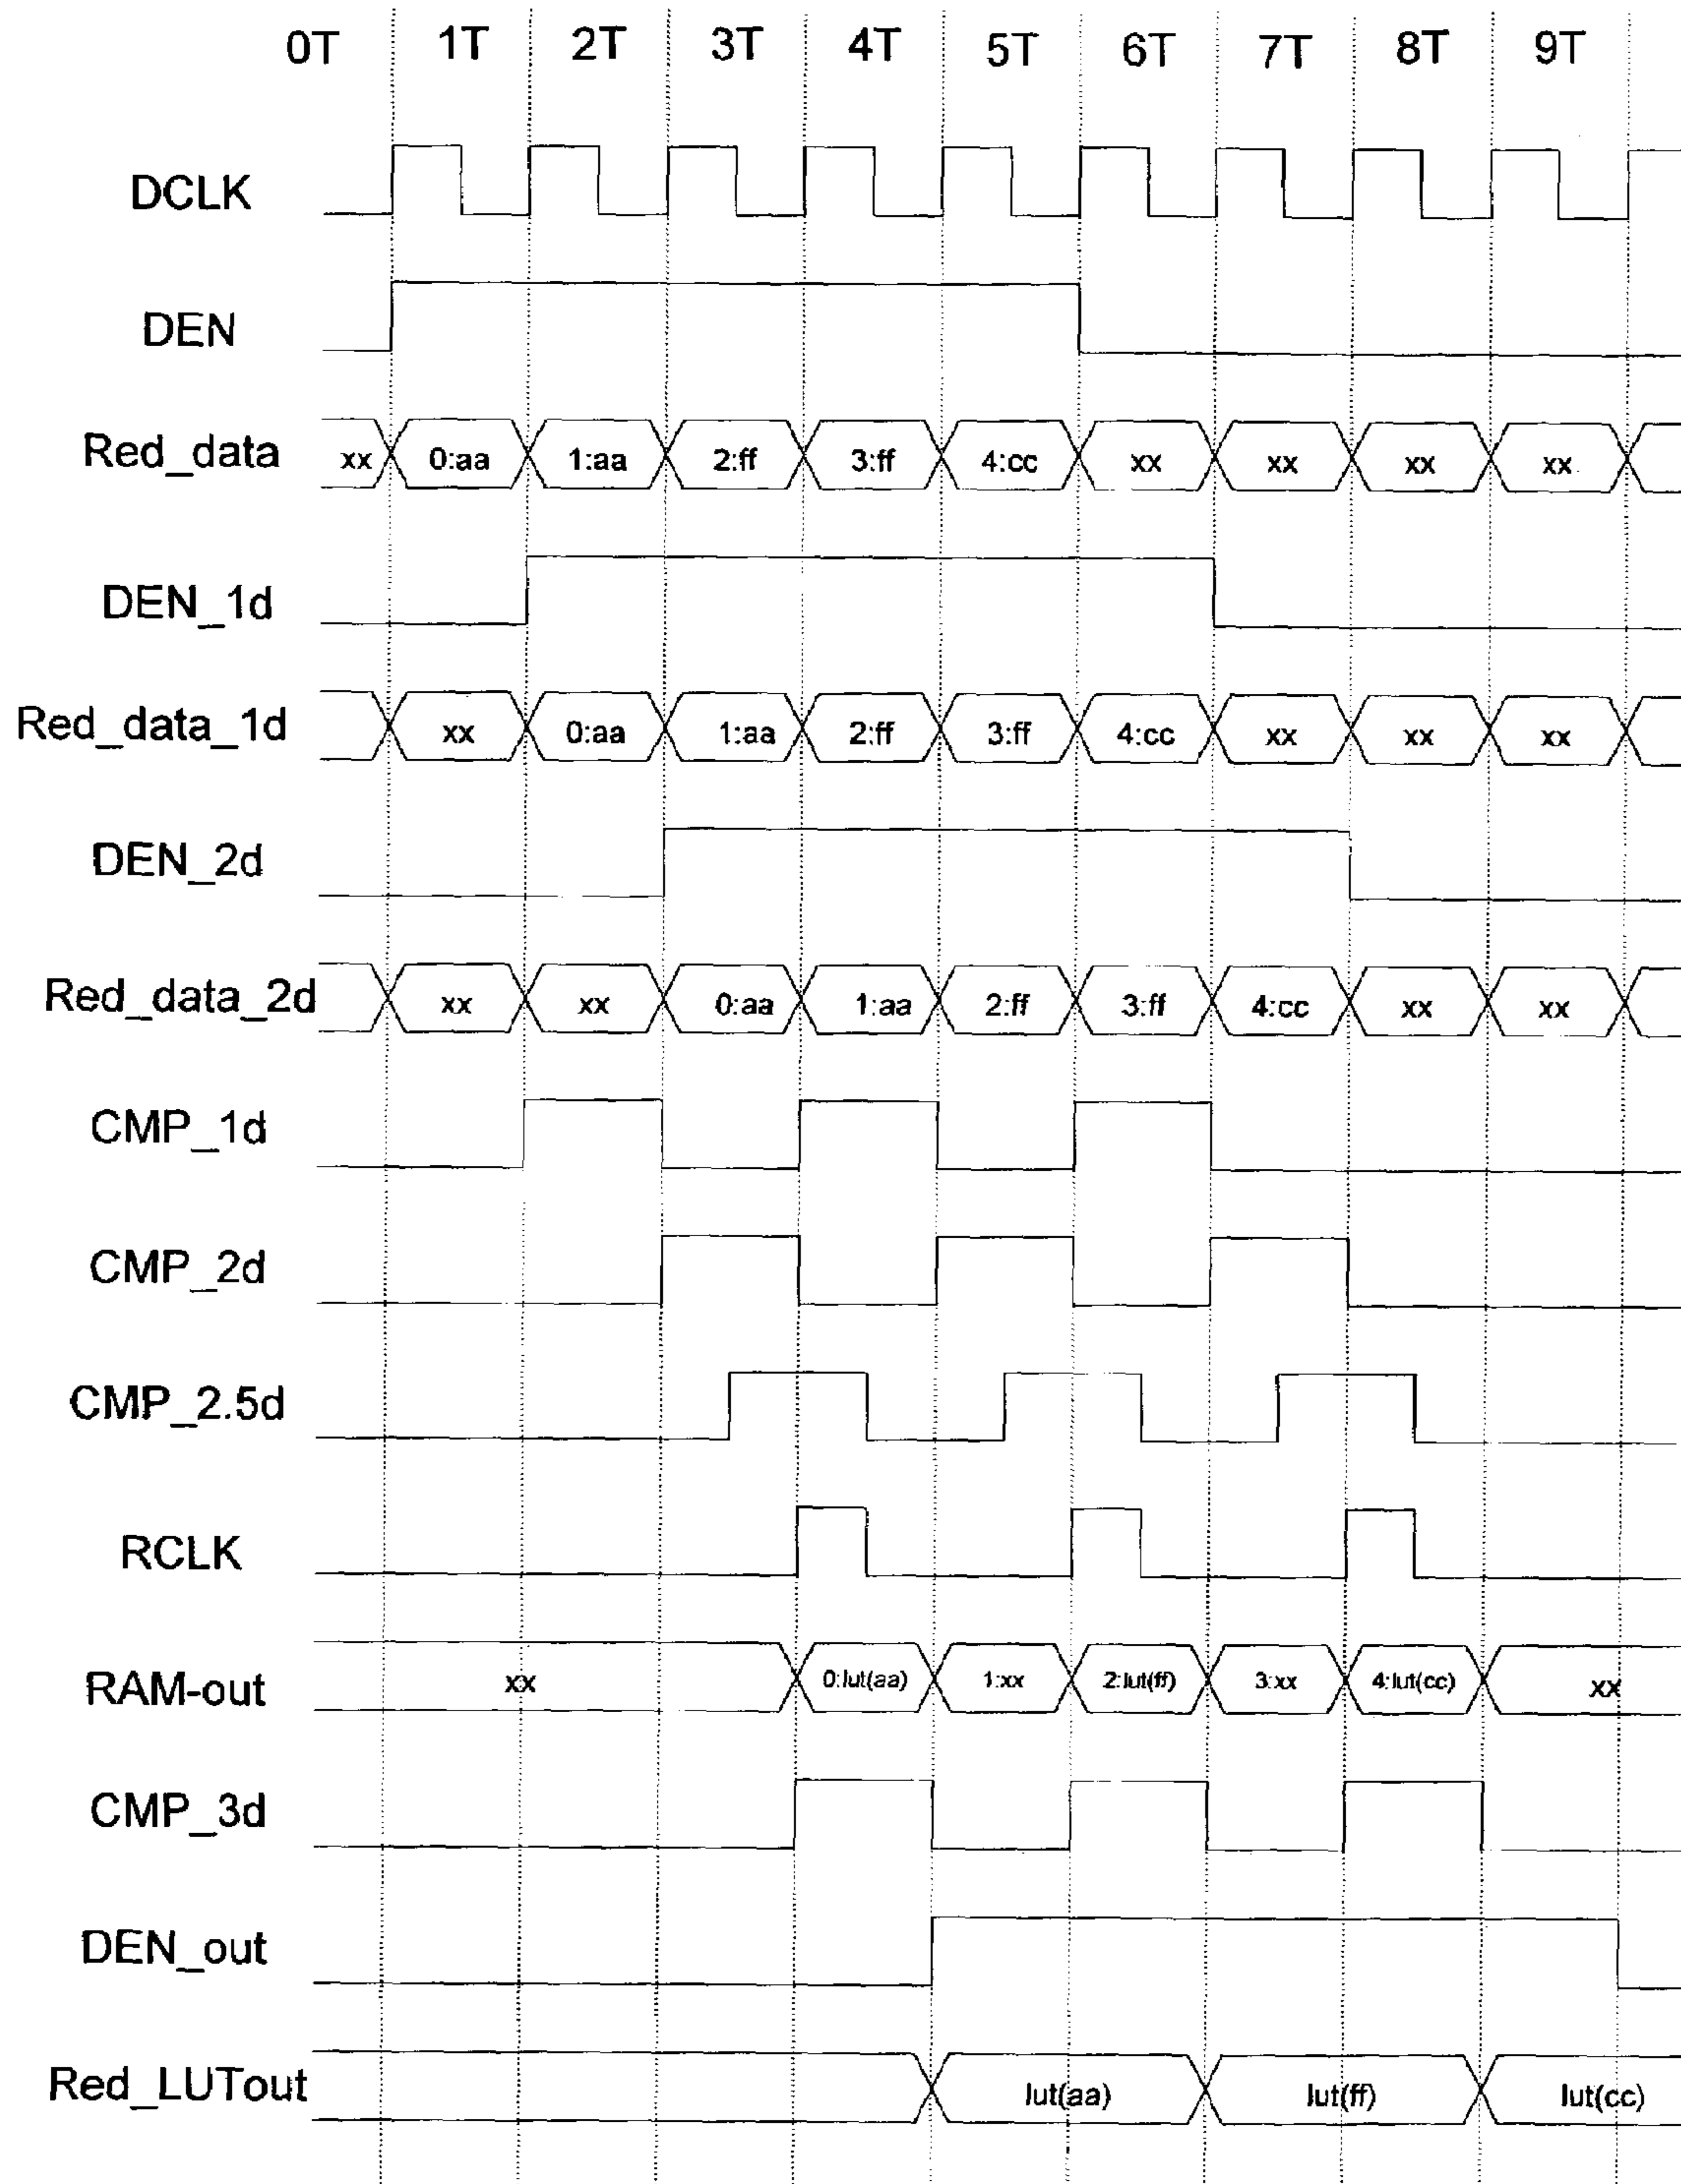 0T 1T 2T 3T 4T 5T 6T 7T 8T 9T
DCLK
DEN
Red_data xx 0:aa 1:aa 2:ff 3:ff 4:cc xx xx xx xx
DEN_1d
Red_data_1d xx 0:aa 1:aa 2:ff 3:ff 4:cc xx xx xx
DEN_2d
Red_data_2d xx xx 0:aa 1:aa 2:ff 3:ff 4:cc xx xx
CMP_1d
CMP_2d
CMP_2.5d
RCLK
RAM-out xx 0:lut(aa) 1:xx 2:lut(ff) 3:xx 4:lut(cc) xx
CMP_3d
DEN_out
Red_LUTout lut(aa) lut(ff) lut(cc)